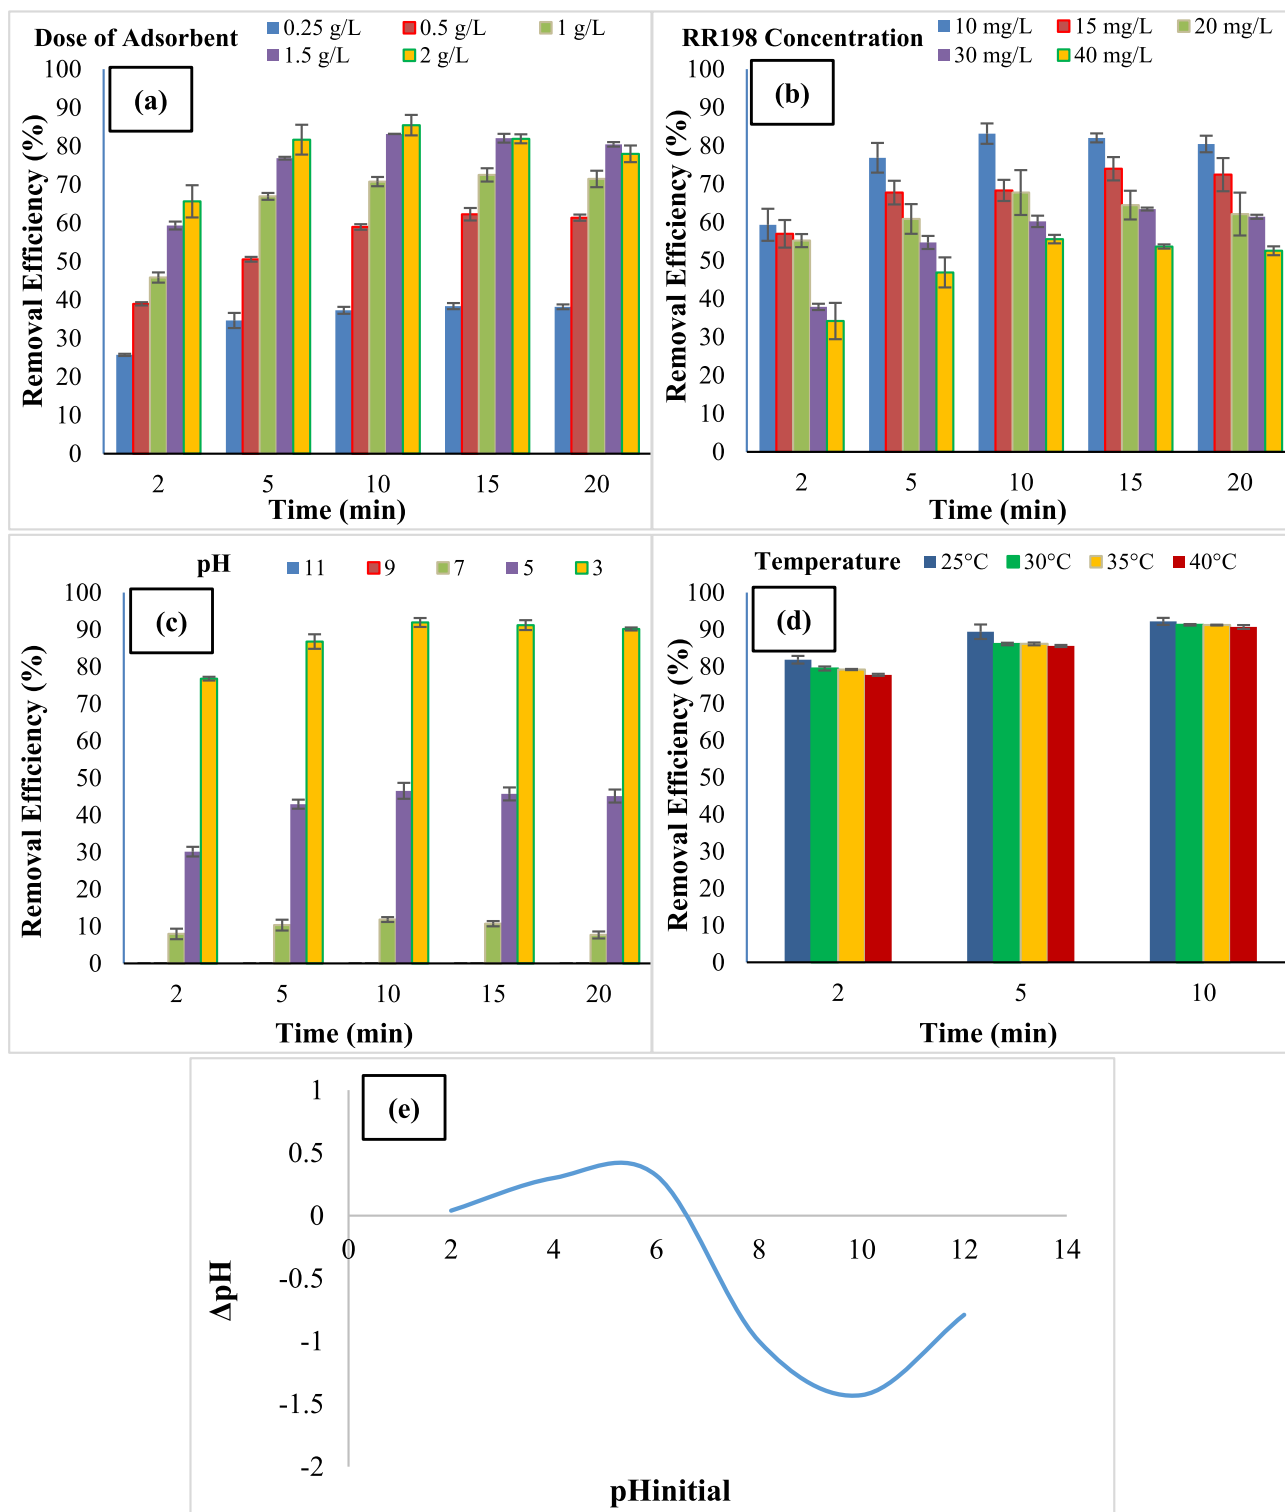 Dose of Adsorbent
0.25 g/L 0.5 g/L 1 g/L
1.5 g/L 2 g/L
(a)
Removal Efficiency (%)
100
90
80
70
60
50
40
30
20
10
0
2 5 10 15 20
Time (min)
RR198 Concentration
10 mg/L 15 mg/L 20 mg/L
30 mg/L 40 mg/L
(b)
Removal Efficiency (%)
100
90
80
70
60
50
40
30
20
10
0
2 5 10 15 20
Time (min)
pH 11 9 7 5 3
(c)
Removal Efficiency (%)
100
90
80
70
60
50
40
30
20
10
0
2 5 10 15 20
Time (min)
Temperature 25°C 30°C 35°C 40°C
(d)
Removal Efficiency (%)
100
90
80
70
60
50
40
30
20
10
0
2 5 10
Time (min)
(e)
ΔpH
1
0.5
0
-0.5
-1
-1.5
-2
0 2 4 6 8 10 12 14
pHinitial